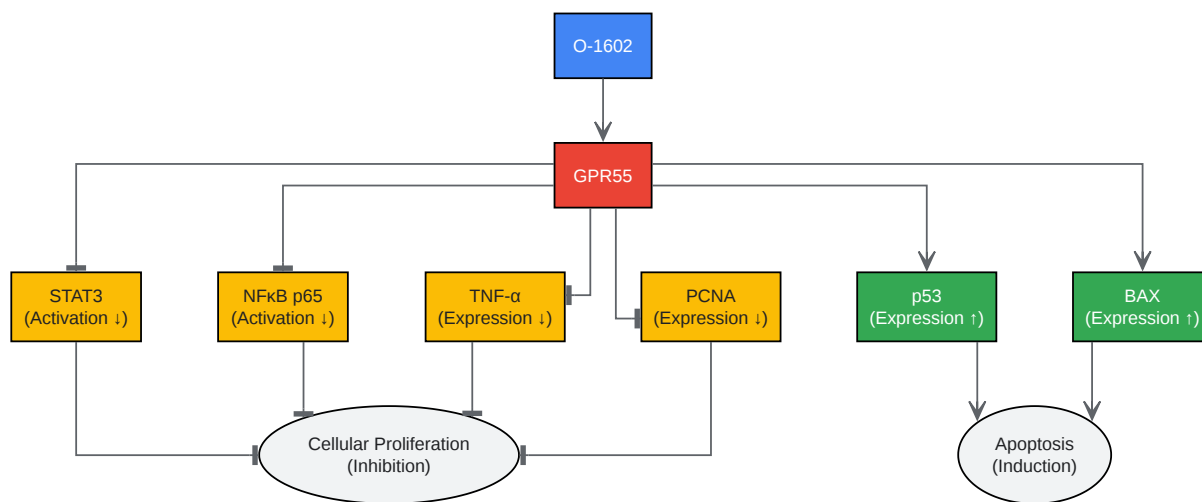 O-1602
GPR55
STAT3
(Activation ↓)
NFκB p65
(Activation ↓)
TNF-α
(Expression ↓)
PCNA
(Expression ↓)
p53
(Expression ↑)
BAX
(Expression ↑)
Cellular Proliferation
(Inhibition)
Apoptosis
(Induction)